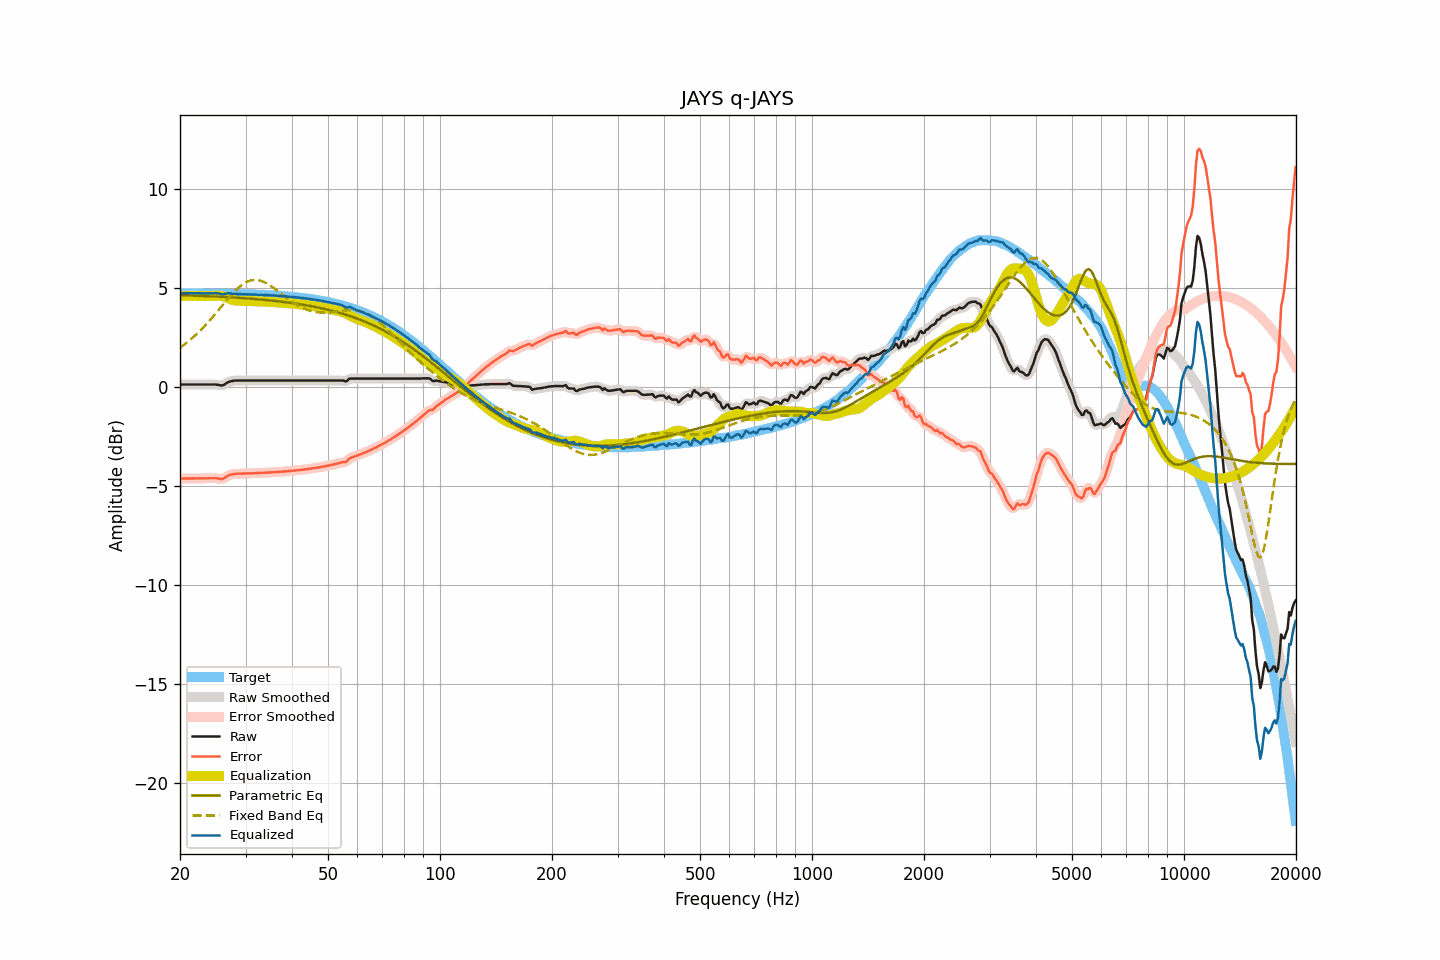 JAYS q-JAYS
Amplitude (dBr)
10
5
0
−5
−10
−15
−20
Target
Raw Smoothed
Error Smoothed
Raw
Error
Equalization
Parametric Eq
Fixed Band Eq
Equalized
20 50 100 200 500 1000 2000 5000 10000 20000
Frequency (Hz)